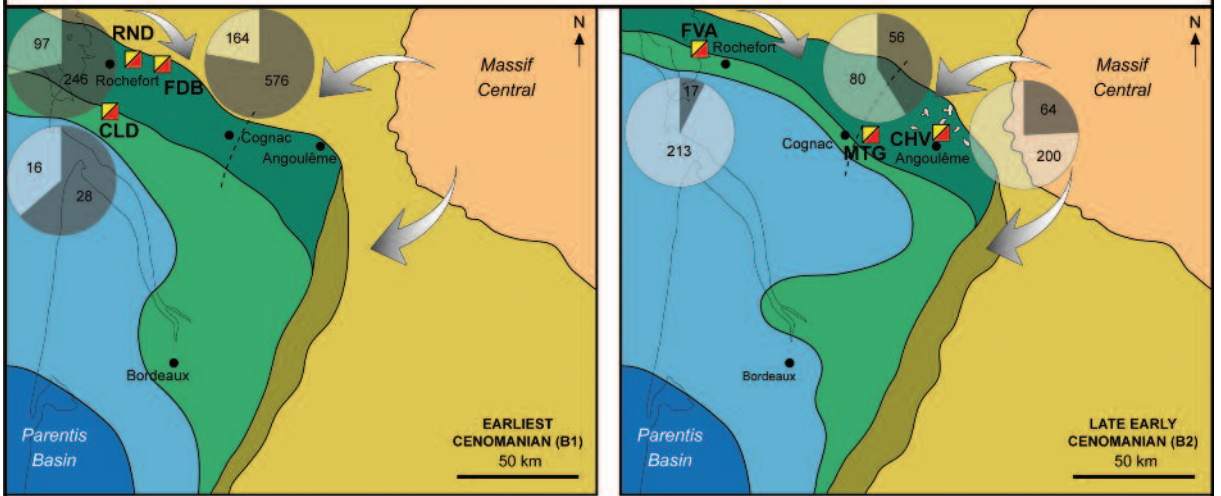 97
246
RND
Rochefort
FDB
CLD
164
576
N
Massif
Central
16
28
Cognac
Angoulême
Bordeaux
Parentis
Basin
EARLIEST
CENOMANIAN (B1)
50 km
FVA
Rochefort
17
213
56
80
N
Massif
Central
Cognac
MTG
CHV
Angoulême
64
200
Bordeaux
Parentis
Basin
LATE EARLY
CENOMANIAN (B2)
50 km